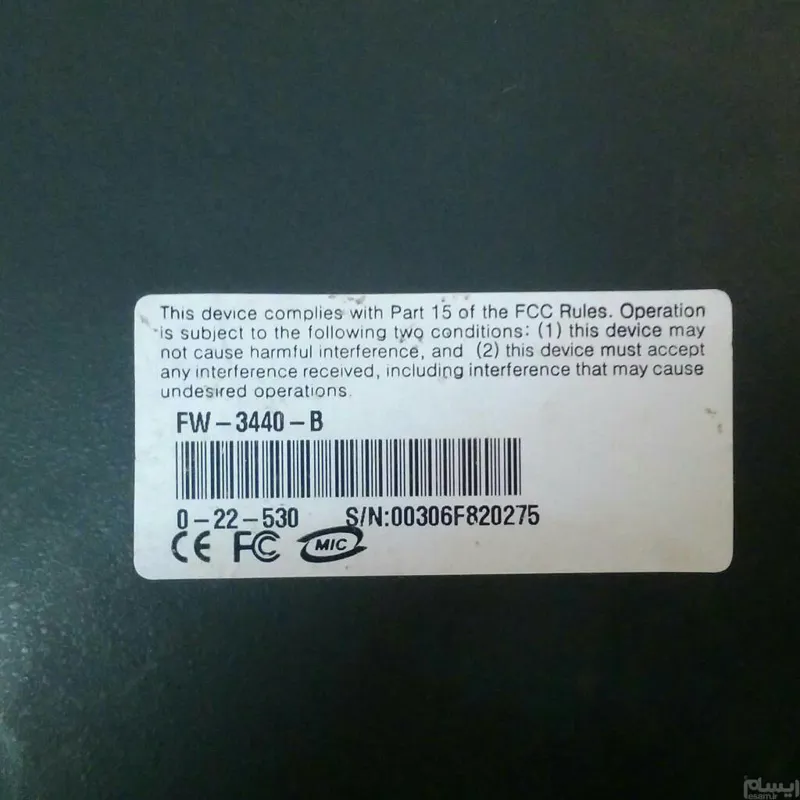 This device complies with Part 15 of the FCC Rules. Operation
is subject to the following two conditions: (1) this device may
not cause harmful interference, and (2) this device must accept
any interference received, including interference that may cause
undesired operations.
FW-3440-B
0-22-530 S/N:00306F820275
CE FC MIC
ایسام
esam.ir